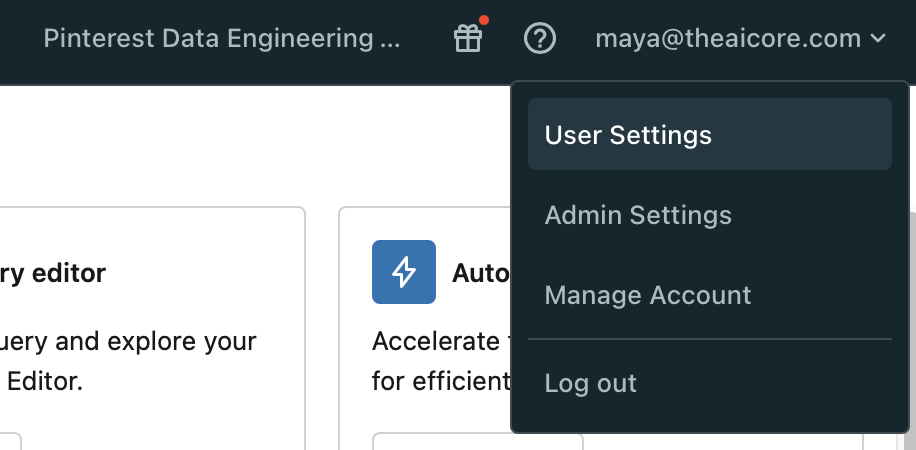 Pinterest Data Engineering ...
maya@theaicore.com
User Settings
Admin Settings
Manage Account
Log out
ry editor
uery and explore your
Editor.
Auto
Accelerate
for efficient